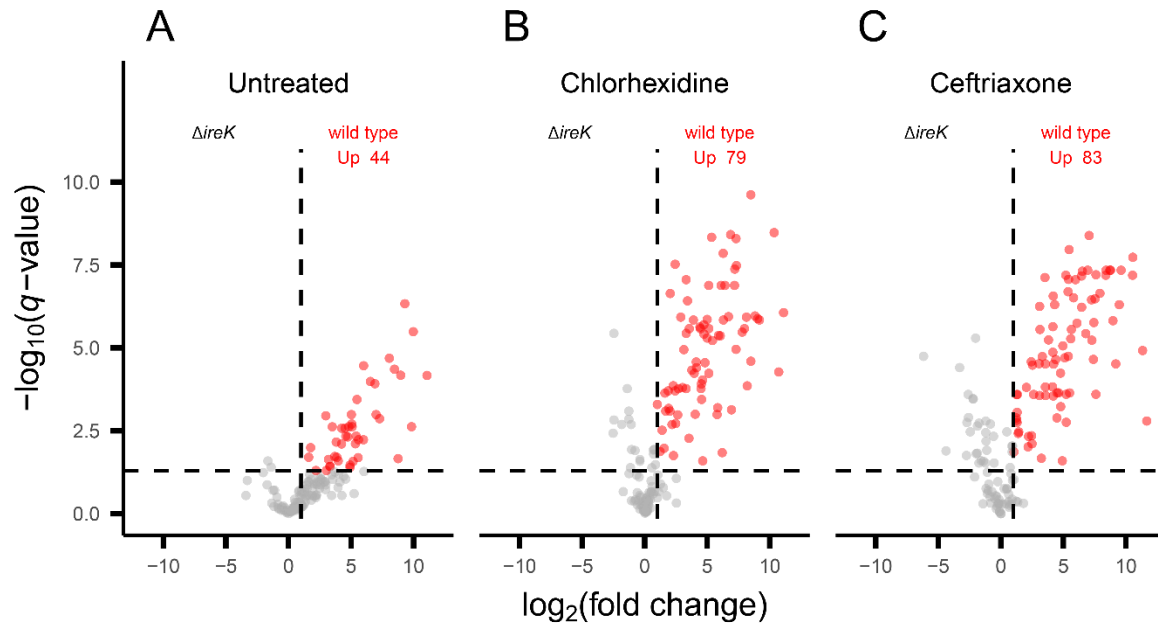 A
B
C
Untreated
Chlorhexidine
Ceftriaxone
ΔireK
wild type
Up 44
ΔireK
wild type
Up 79
ΔireK
wild type
Up 83
−log10(q−value)
10.0
7.5
5.0
2.5
0.0
−10 −5 0 5 10
−10 −5 0 5 10
−10 −5 0 5 10
log2(fold change)